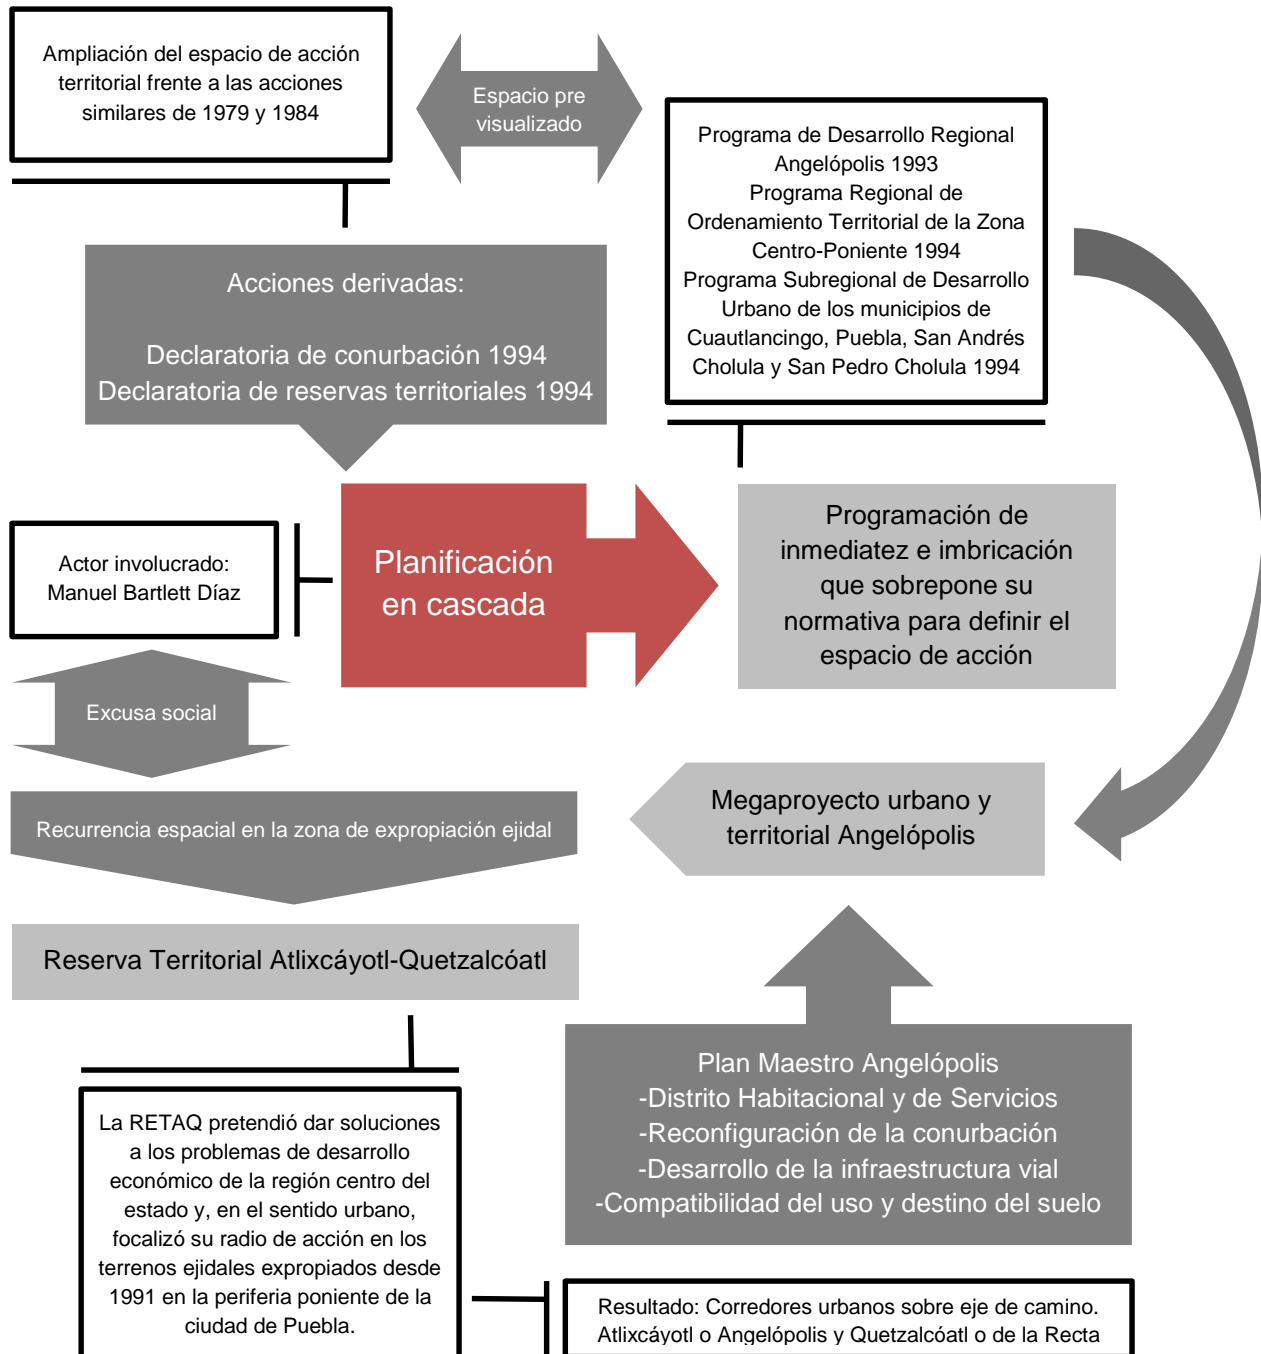 Ampliación del espacio de acción
territorial frente a las acciones
similares de 1979 y 1984
Espacio pre
visualizado
Programa de Desarrollo Regional
Angelópolis 1993
Programa Regional de
Ordenamiento Territorial de la Zona
Centro-Poniente 1994
Programa Subregional de Desarrollo
Urbano de los municipios de
Cuautlancingo, Puebla, San Andrés
Cholula y San Pedro Cholula 1994
Acciones derivadas:
Declaratoria de conurbación 1994
Declaratoria de reservas territoriales 1994
Actor involucrado:
Manuel Bartlett Díaz
Planificación
en cascada
Programación de
inmediatez e imbricación
que sobrepone su
normativa para definir el
espacio de acción
Excusa social
Recurrencia espacial en la zona de expropiación ejidal
Megaproyecto urbano y
territorial Angelópolis
Reserva Territorial Atlixcáyotl-Quetzalcóatl
Plan Maestro Angelópolis
-Distrito Habitacional y de Servicios
-Reconfiguración de la conurbación
-Desarrollo de la infraestructura vial
-Compatibilidad del uso y destino del suelo
La RETAQ pretendió dar soluciones
a los problemas de desarrollo
económico de la región centro del
estado y, en el sentido urbano,
focalizó su radio de acción en los
terrenos ejidales expropiados desde
1991 en la periferia poniente de la
ciudad de Puebla.
Resultado: Corredores urbanos sobre eje de camino.
Atlixcáyotl o Angelópolis y Quetzalcóatl o de la Recta